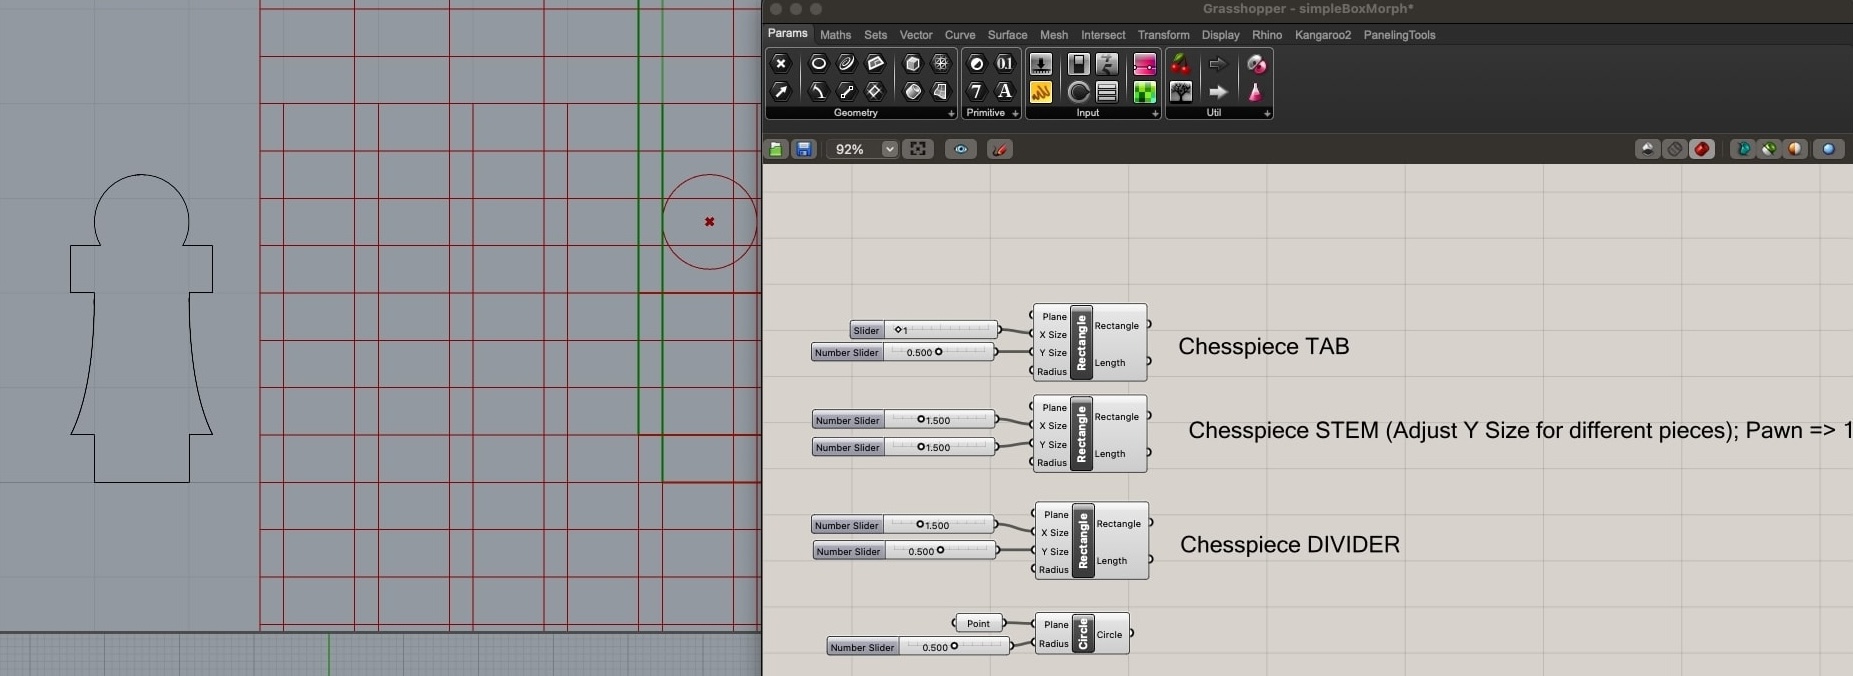 Grasshopper - simpleBoxMorph*
Params Maths Sets Vector Curve Surface Mesh Intersect Transform Display Rhino Kangaroo2 PanelingTools
0.1
7 A
Geometry Primitive Input Util
92%
Slider 1
Number Slider 0.500
Plane
X Size
Y Size
Radius
Rectangle
Rectangle
Length
Chesspiece TAB
Number Slider 1.500
Number Slider 1.500
Plane
X Size
Y Size
Radius
Rectangle
Rectangle
Length
Chesspiece STEM (Adjust Y Size for different pieces); Pawn => 1
Number Slider 1.500
Number Slider 0.500
Plane
X Size
Y Size
Radius
Rectangle
Rectangle
Length
Chesspiece DIVIDER
Point
Number Slider 0.500
Plane
Radius
Circle
Circle